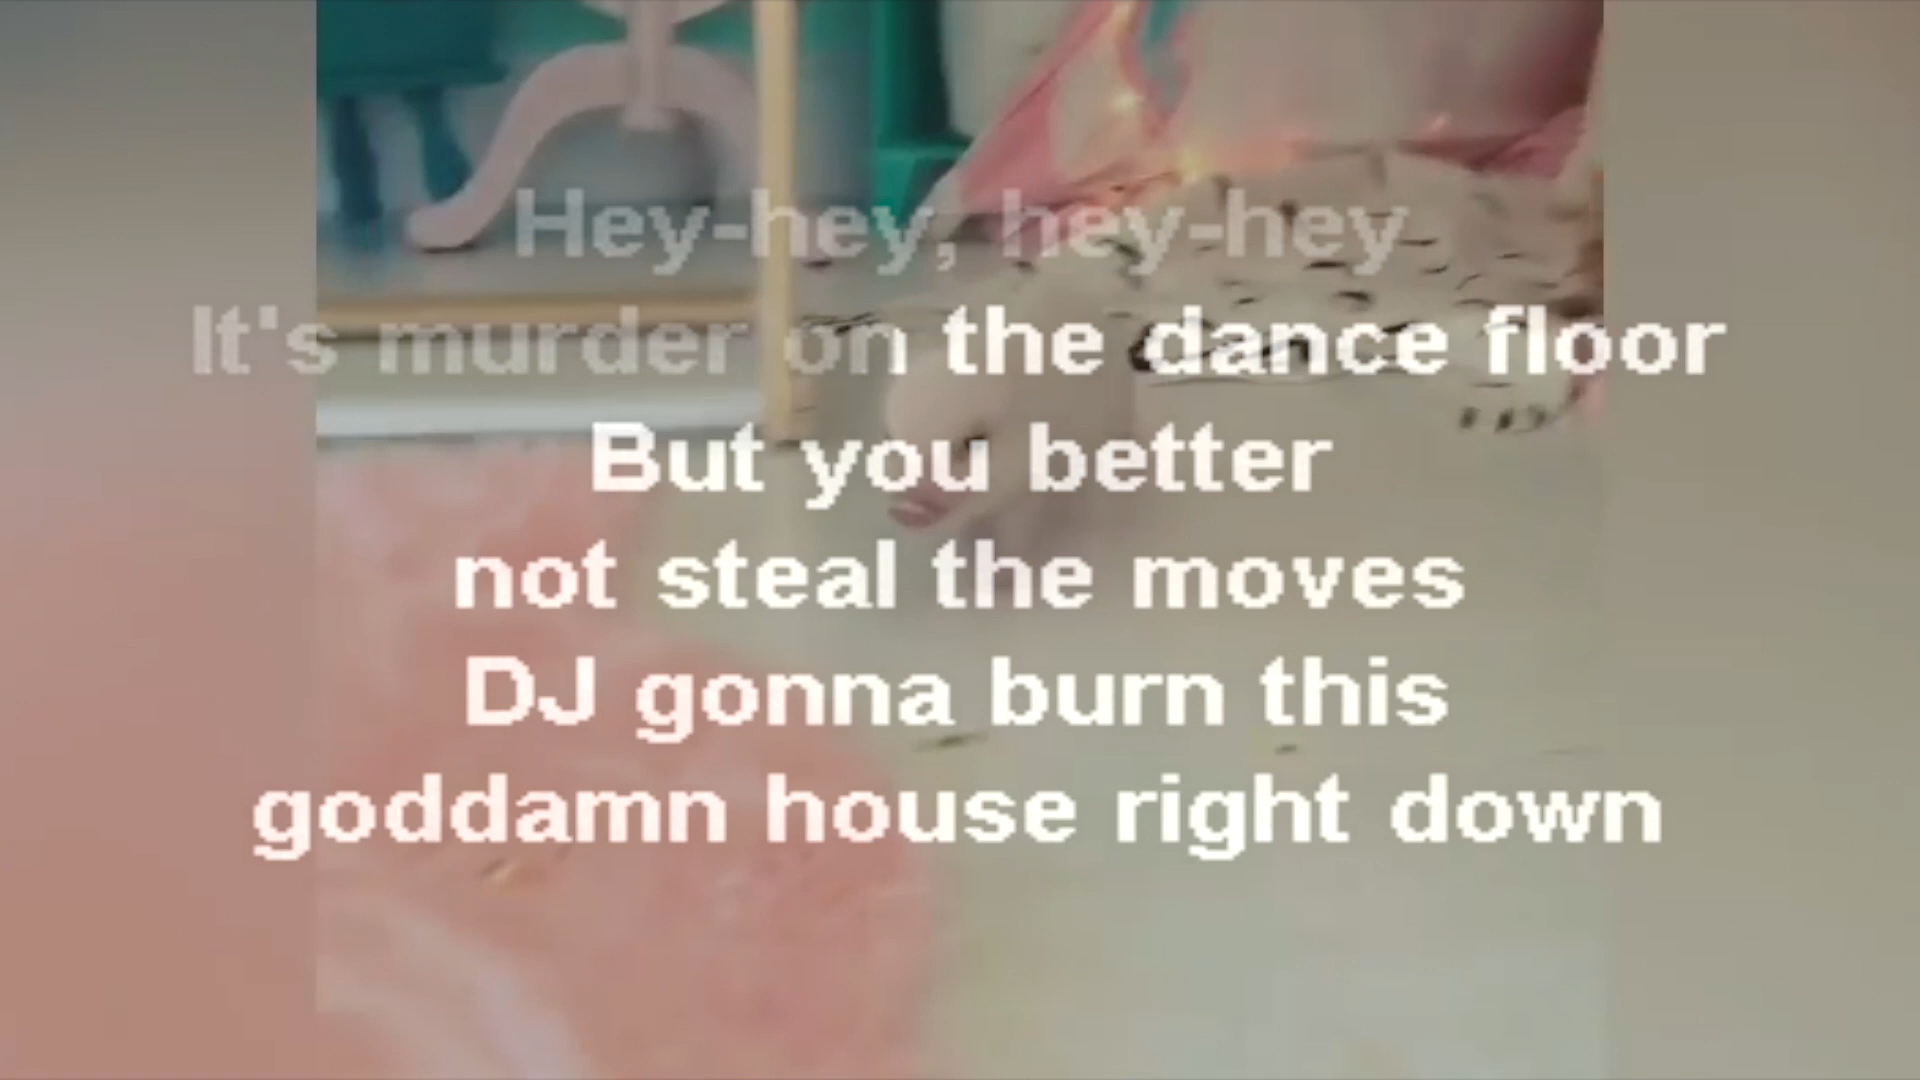 Hey-hey, hey-hey
It's murder on the dance floor
But you better
not steal the moves
DJ gonna burn this
goddamn house right down